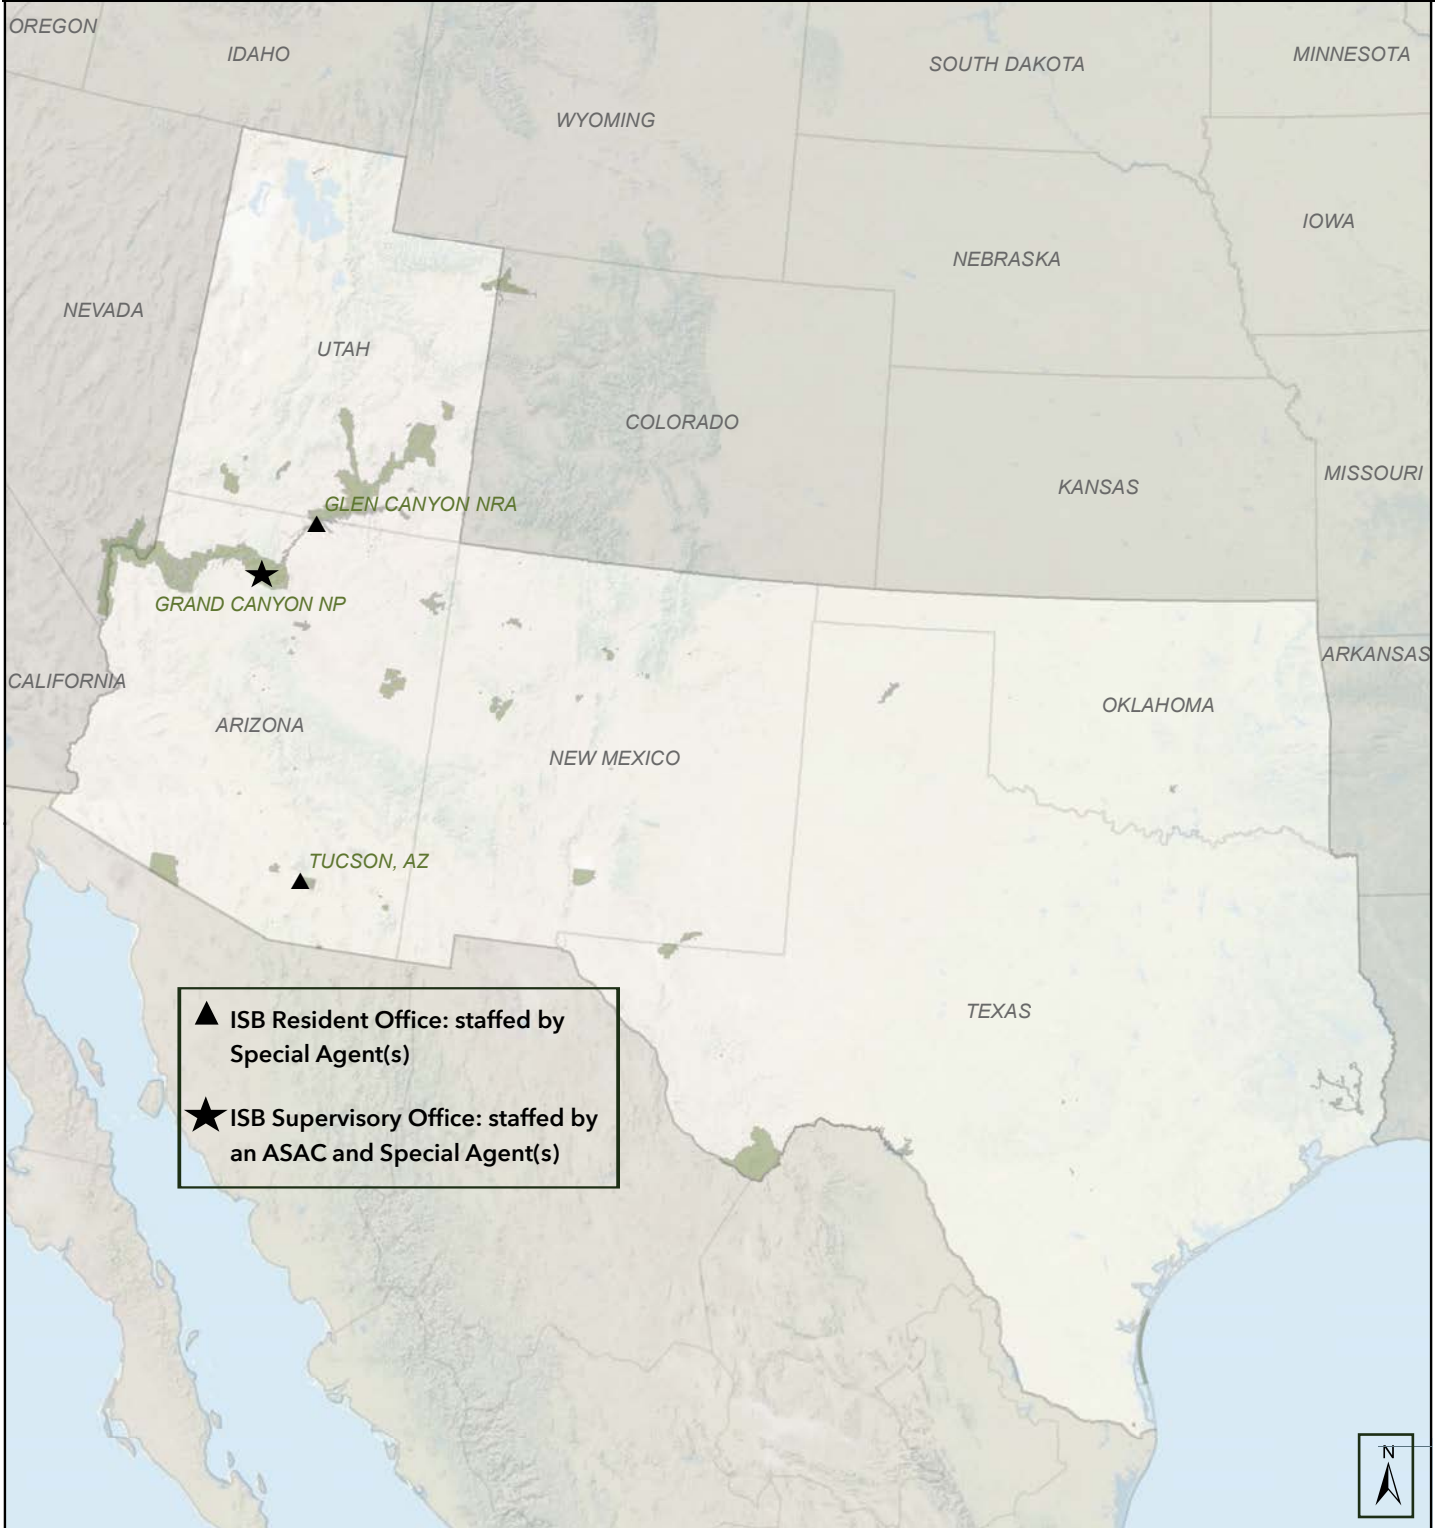 OREGON
IDAHO
MINNESOTA
SOUTH DAKOTA
WYOMING
IOWA
NEBRASKA
NEVADA
UTAH
COLORADO
MISSOURI
KANSAS
GLEN CANYON NRA
GRAND CANYON NP
ARKANSAS
CALIFORNIA
OKLAHOMA
ARIZONA
NEW MEXICO
TUCSON, AZ
TEXAS
ISB Resident Office: staffed by
Special Agent(s)
ISB Supervisory Office: staffed by
an ASAC and Special Agent(s)
N